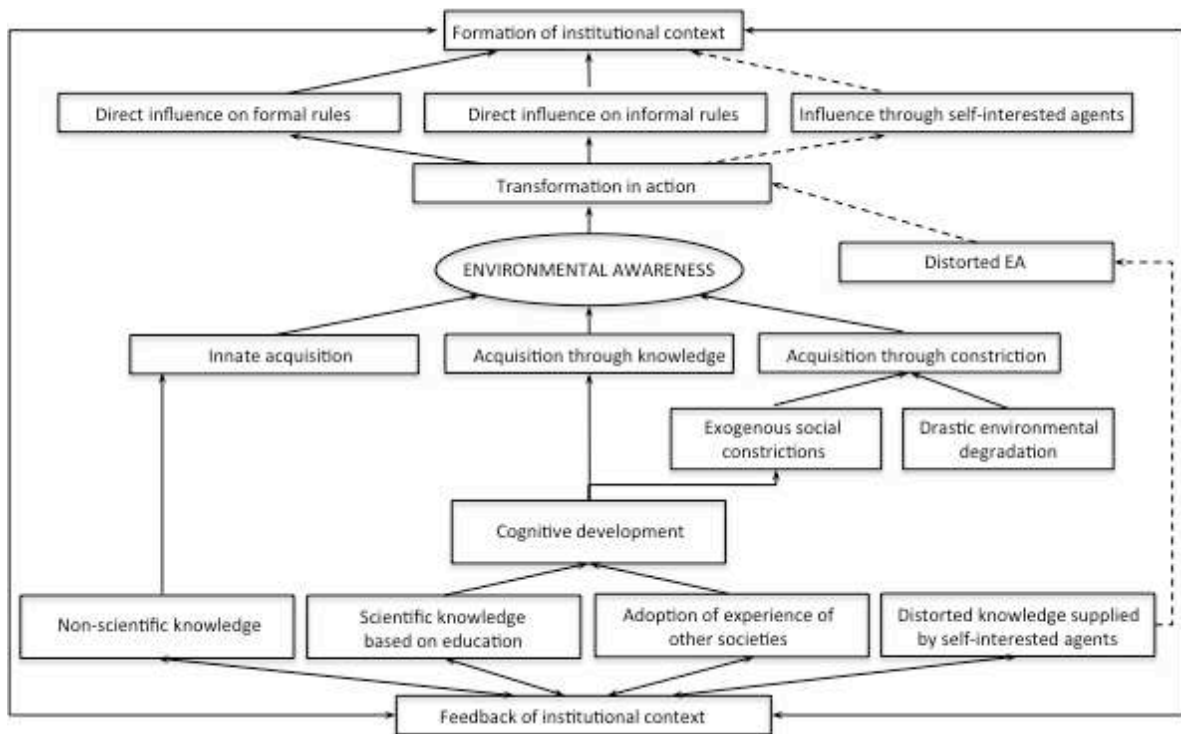 Formation of institutional context
Direct influence on formal rules
Direct influence on informal rules
Influence through self-interested agents
Transformation in action
ENVIRONMENTAL AWARENESS
Distorted EA
Innate acquisition
Acquisition through knowledge
Acquisition through constriction
Exogenous social
constrictions
Drastic environmental
degradation
Cognitive development
Non-scientific knowledge
Scientific knowledge
based on education
Adoption of experience of
other societies
Distorted knowledge supplied
by self-interested agents
Feedback of institutional context